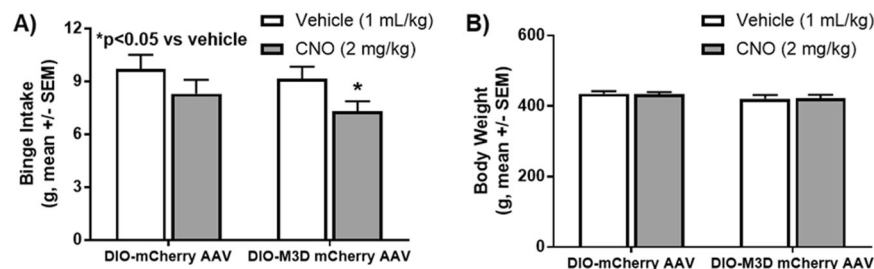 A)
*p<0.05 vs vehicle
Vehicle (1 mL/kg)
CNO (2 mg/kg)
Binge Intake
(g, mean +/- SEM)
12
9
6
3
0
*
DIO-mCherry AAV
DIO-M3D mCherry AAV
B)
Vehicle (1 mL/kg)
CNO (2 mg/kg)
Body Weight
(g, mean +/- SEM)
600
400
200
0
DIO-mCherry AAV
DIO-M3D mCherry AAV